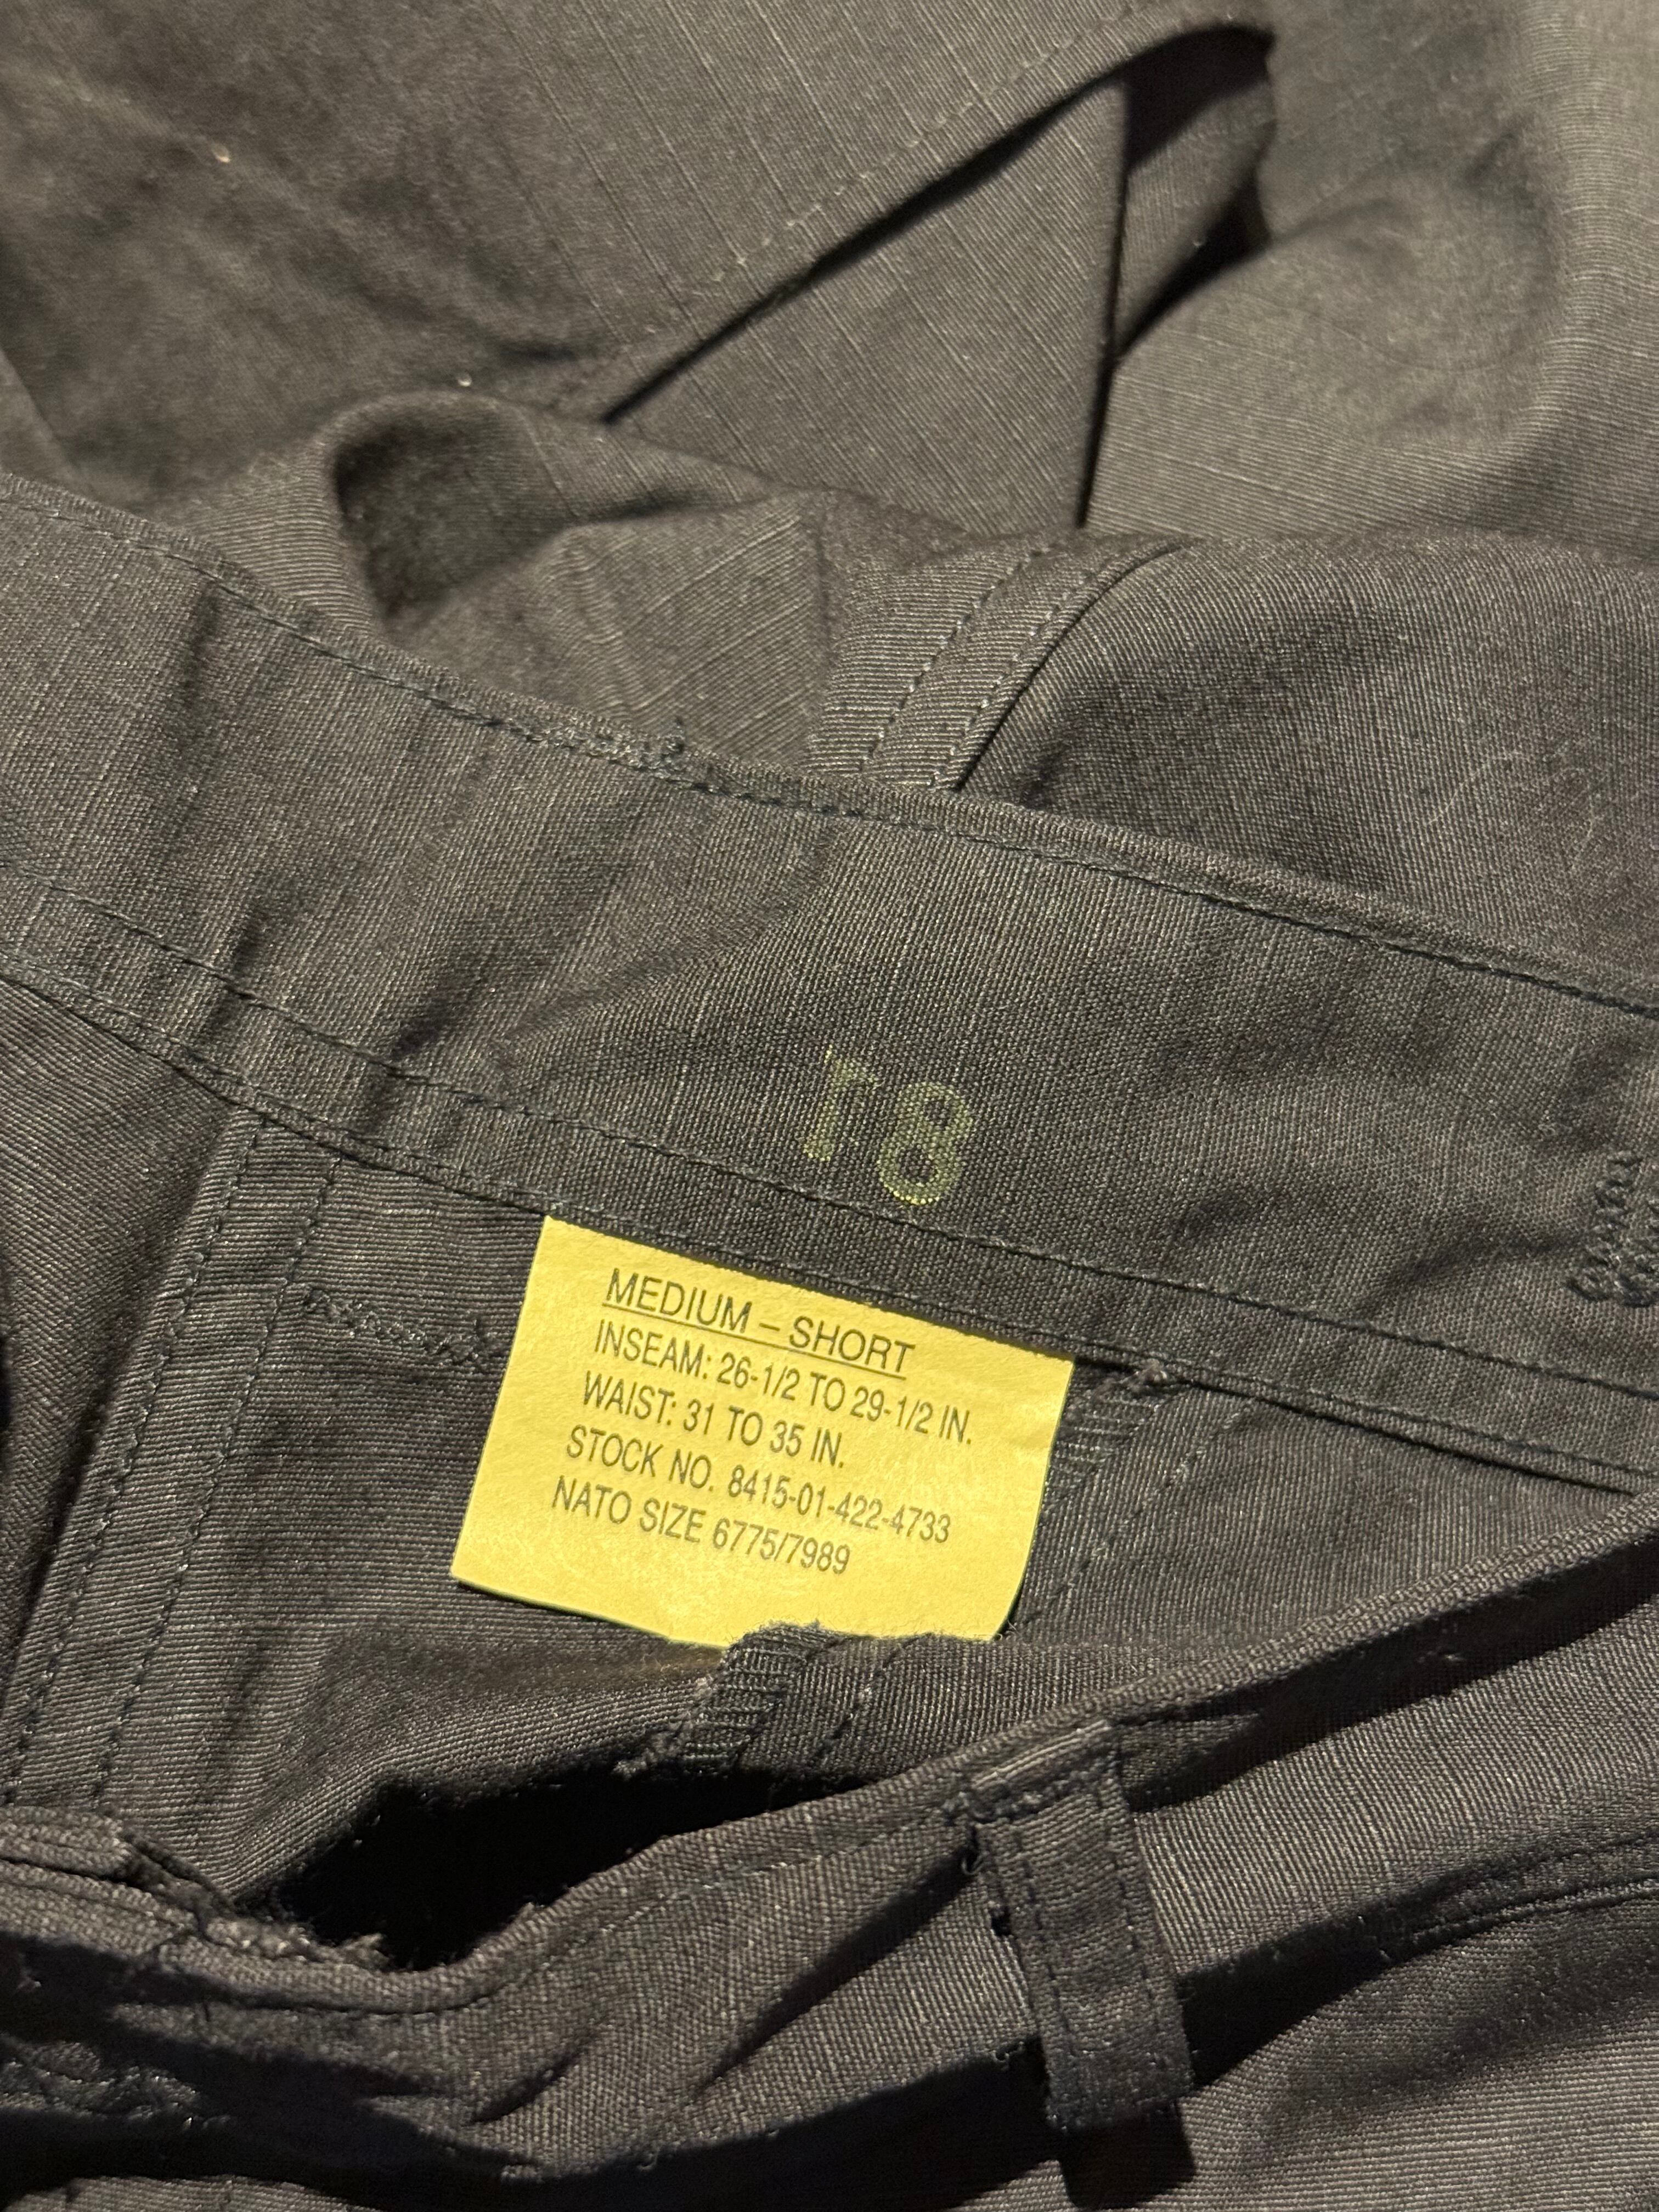 MEDIUM – SHORT
INSEAM: 26-1/2 TO 29-1/2 IN.
WAIST: 31 TO 35 IN.
STOCK NO. 8415-01-422-4733
NATO SIZE 6775/7989